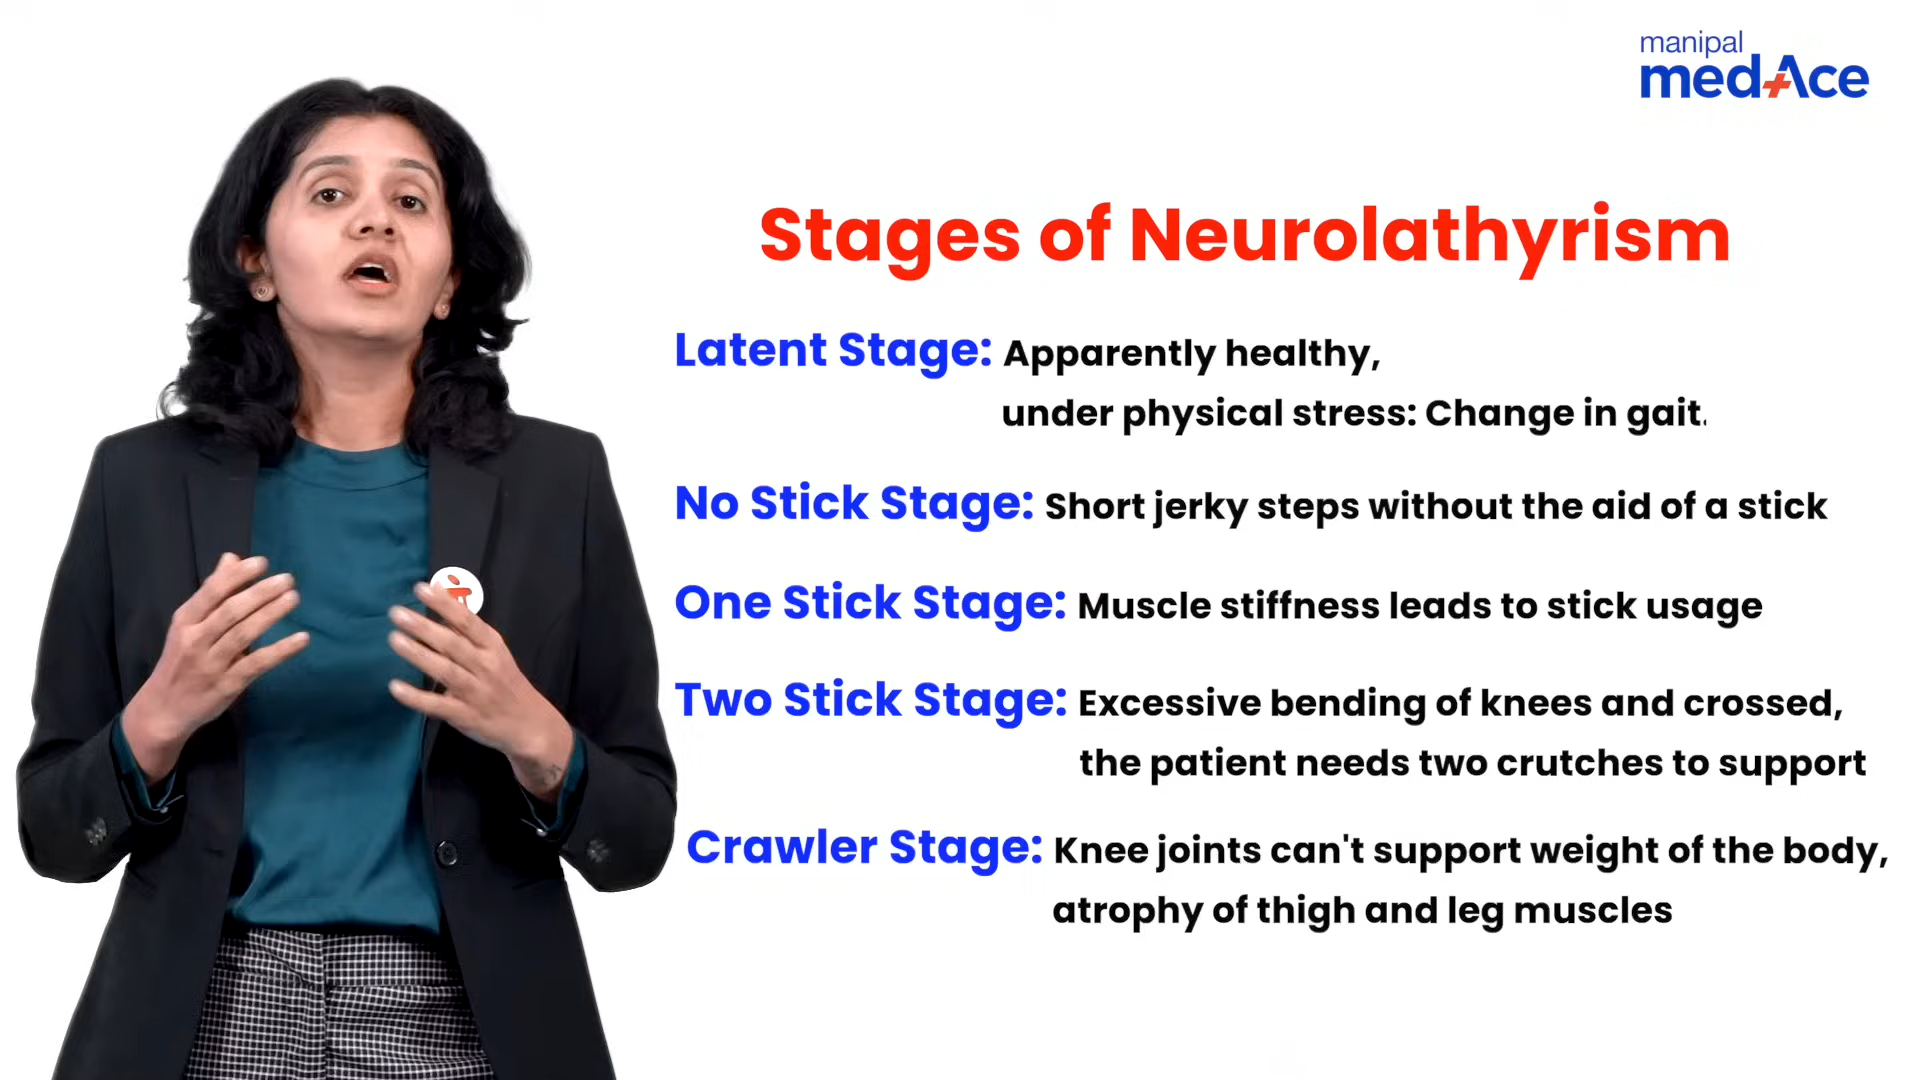 manipal
medAce
Stages of Neurolathyrism
Latent Stage: Apparently healthy,
under physical stress: Change in gait.
No Stick Stage: Short jerky steps without the aid of a stick
One Stick Stage: Muscle stiffness leads to stick usage
Two Stick Stage: Excessive bending of knees and crossed,
the patient needs two crutches to support
Crawler Stage: Knee joints can't support weight of the body,
atrophy of thigh and leg muscles